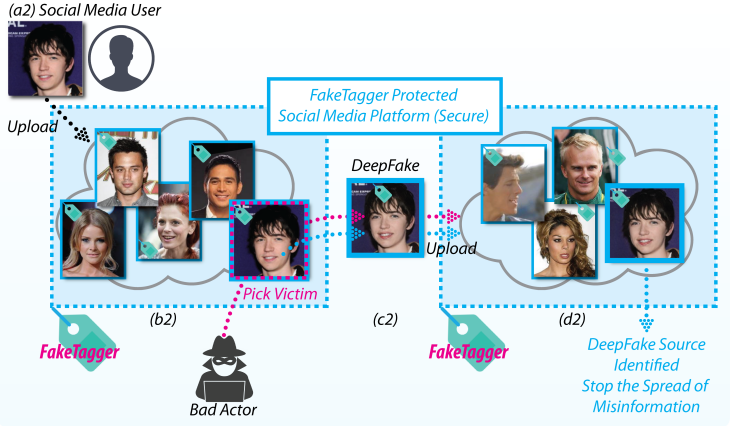 (a2) Social Media User
Upload
FakeTagger Protected
Social Media Platform (Secure)
DeepFake
Upload
Pick Victim
(b2)
(c2)
(d2)
FakeTagger
FakeTagger
Bad Actor
DeepFake Source
Identified
Stop the Spread of
Misinformation